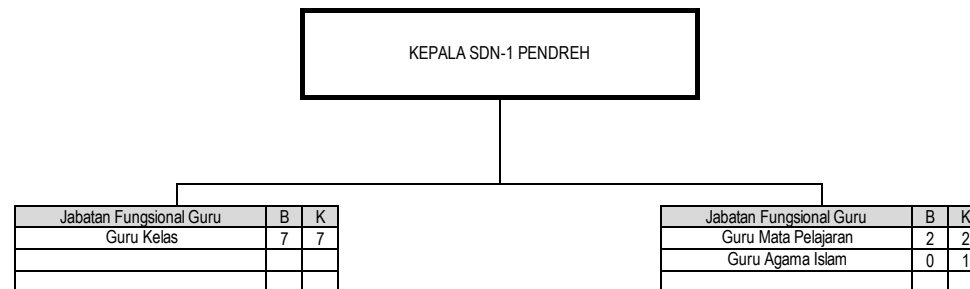 KEPALA SDN-1 PENDREH
Jabatan Fungsional Guru B K
Guru Kelas 7 7
Jabatan Fungsional Guru B K
Guru Mata Pelajaran 2 2
Guru Agama Islam 0 1